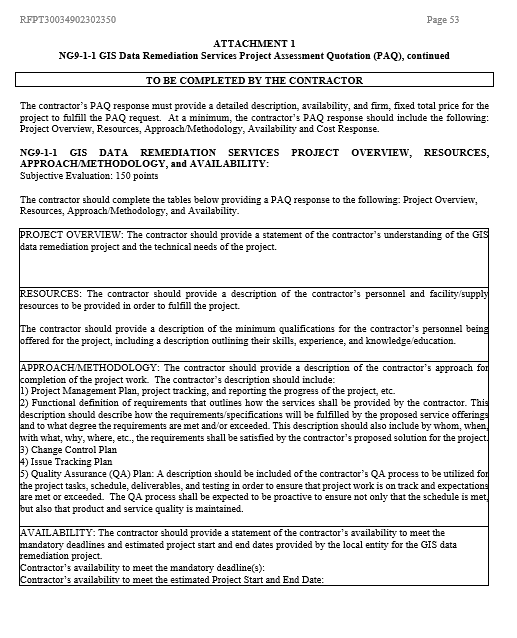 RFPT30034902302350 Page 53
ATTACHMENT 1
NG9-1-1 GIS Data Remediation Services Project Assessment Quotation (PAQ), continued
TO BE COMPLETED BY THE CONTRACTOR
The contractor's PAQ response must provide a detailed description, availability, and firm, fixed total price for the
project to fulfill the PAQ request. At a minimum, the contractor's PAQ response should include the following:
Project Overview, Resources, Approach/Methodology, Availability and Cost Response.
NG9-1-1 GIS DATA REMEDIATION SERVICES PROJECT OVERVIEW, RESOURCES,
APPROACH/METHODOLOGY, and AVAILABILITY:
Subjective Evaluation: 150 points
The contractor should complete the tables below providing a PAQ response to the following: Project Overview,
Resources, Approach/Methodology, and Availability.
PROJECT OVERVIEW: The contractor should provide a statement of the contractor's understanding of the GIS
data remediation project and the technical needs of the project.
RESOURCES: The contractor should provide a description of the contractor's personnel and facility/supply
resources to be provided in order to fulfill the project.
The contractor should provide a description of the minimum qualifications for the contractor's personnel being
offered for the project, including a description outlining their skills, experience, and knowledge/education.
APPROACH/METHODOLOGY: The contractor should provide a description of the contractor's approach for
completion of the project work. The contractor's description should include:
1) Project Management Plan, project tracking, and reporting the progress of the project, etc.
2) Functional definition of requirements that outlines how the services shall be provided by the contractor. This
description should describe how the requirements/specifications will be fulfilled by the proposed service offerings
and to what degree the requirements are met and/or exceeded. This description should also include by whom, when,
with what, why, where, etc., the requirements shall be satisfied by the contractor's proposed solution for the project.
3) Change Control Plan
4) Issue Tracking Plan
5) Quality Assurance (QA) Plan: A description should be included of the contractor's QA process to be utilized for
the project tasks, schedule, deliverables, and testing in order to ensure that project work is on track and expectations
are met or exceeded. The QA process shall be expected to be proactive to ensure not only that the schedule is met,
but also that product and service quality is maintained.
AVAILABILITY: The contractor should provide a statement of the contractor's availability to meet the
mandatory deadlines and estimated project start and end dates provided by the local entity for the GIS data
remediation project.
Contractor's availability to meet the mandatory deadline(s):
Contractor's availability to meet the estimated Project Start and End Date: